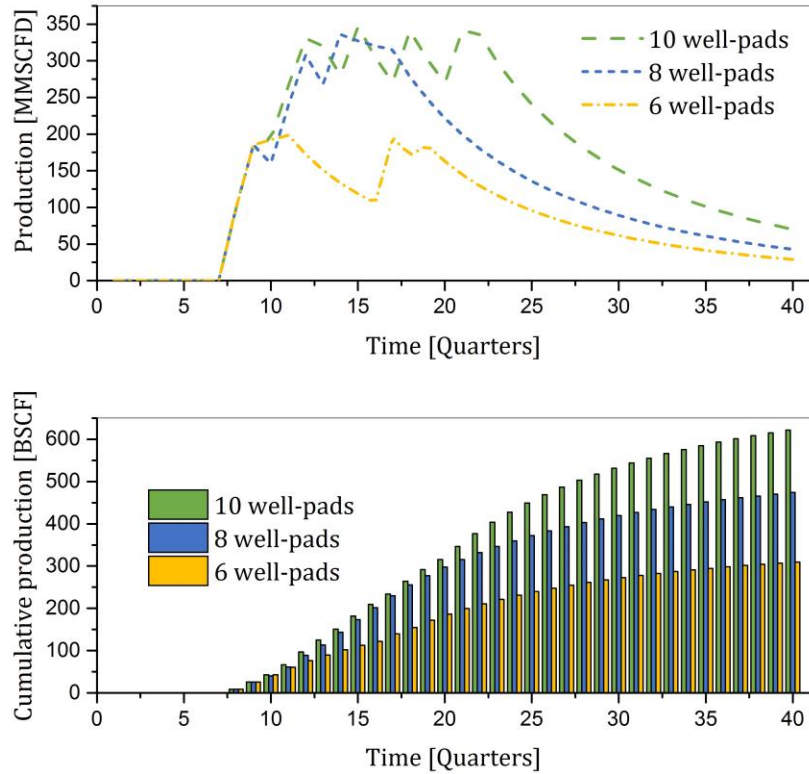 350
300
250
200
150
100
50
0
Production [MMSCFD]
10 well-pads
8 well-pads
6 well-pads
0 5 10 15 20 25 30 35 40
Time [Quarters]
600
500
400
300
200
100
0
Cumulative production [BSCF]
10 well-pads
8 well-pads
6 well-pads
0 5 10 15 20 25 30 35 40
Time [Quarters]